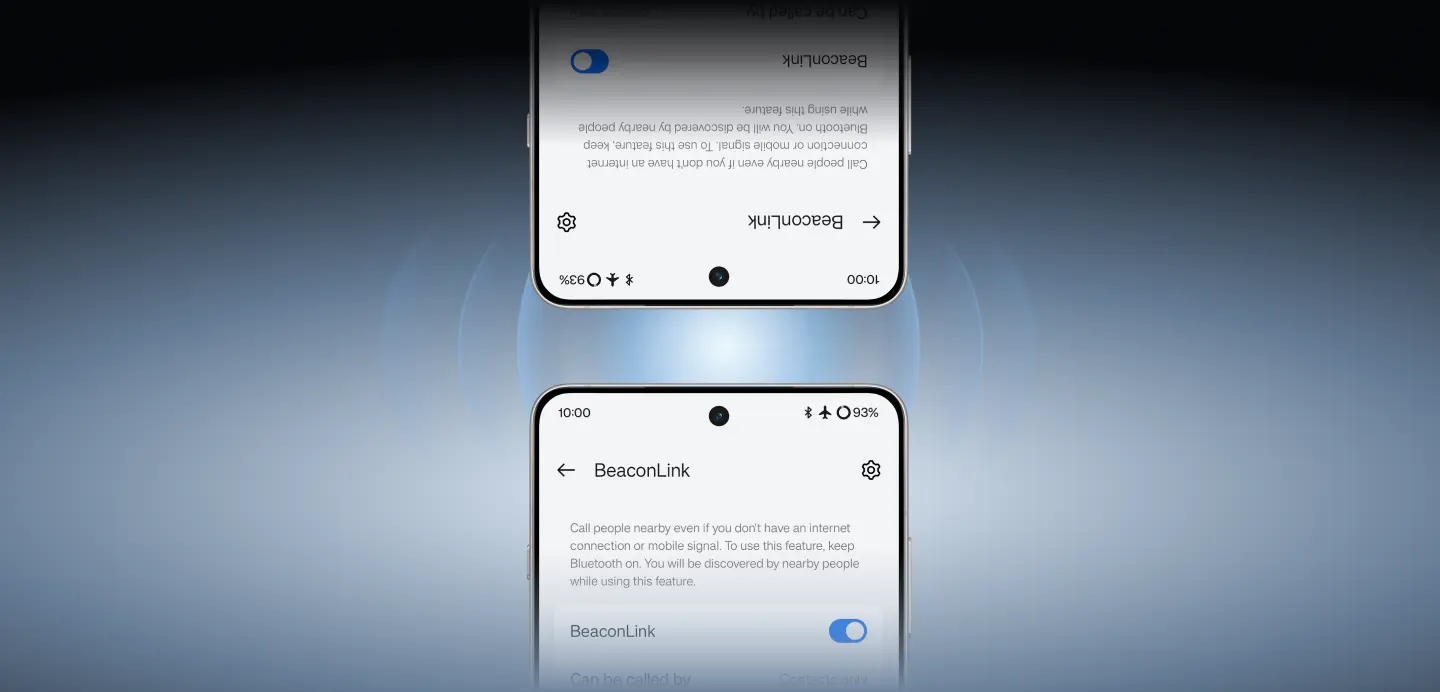 Can be called by
BeaconLink
Call people nearby even if you don't have an internet
connection or mobile signal. To use this feature, keep
Bluetooth on. You will be discovered by nearby people
while using this feature.
BeaconLink
10:00 93%
10:00 93%
BeaconLink
Call people nearby even if you don't have an internet
connection or mobile signal. To use this feature, keep
Bluetooth on. You will be discovered by nearby people
while using this feature.
BeaconLink
Can be called by Contacts only